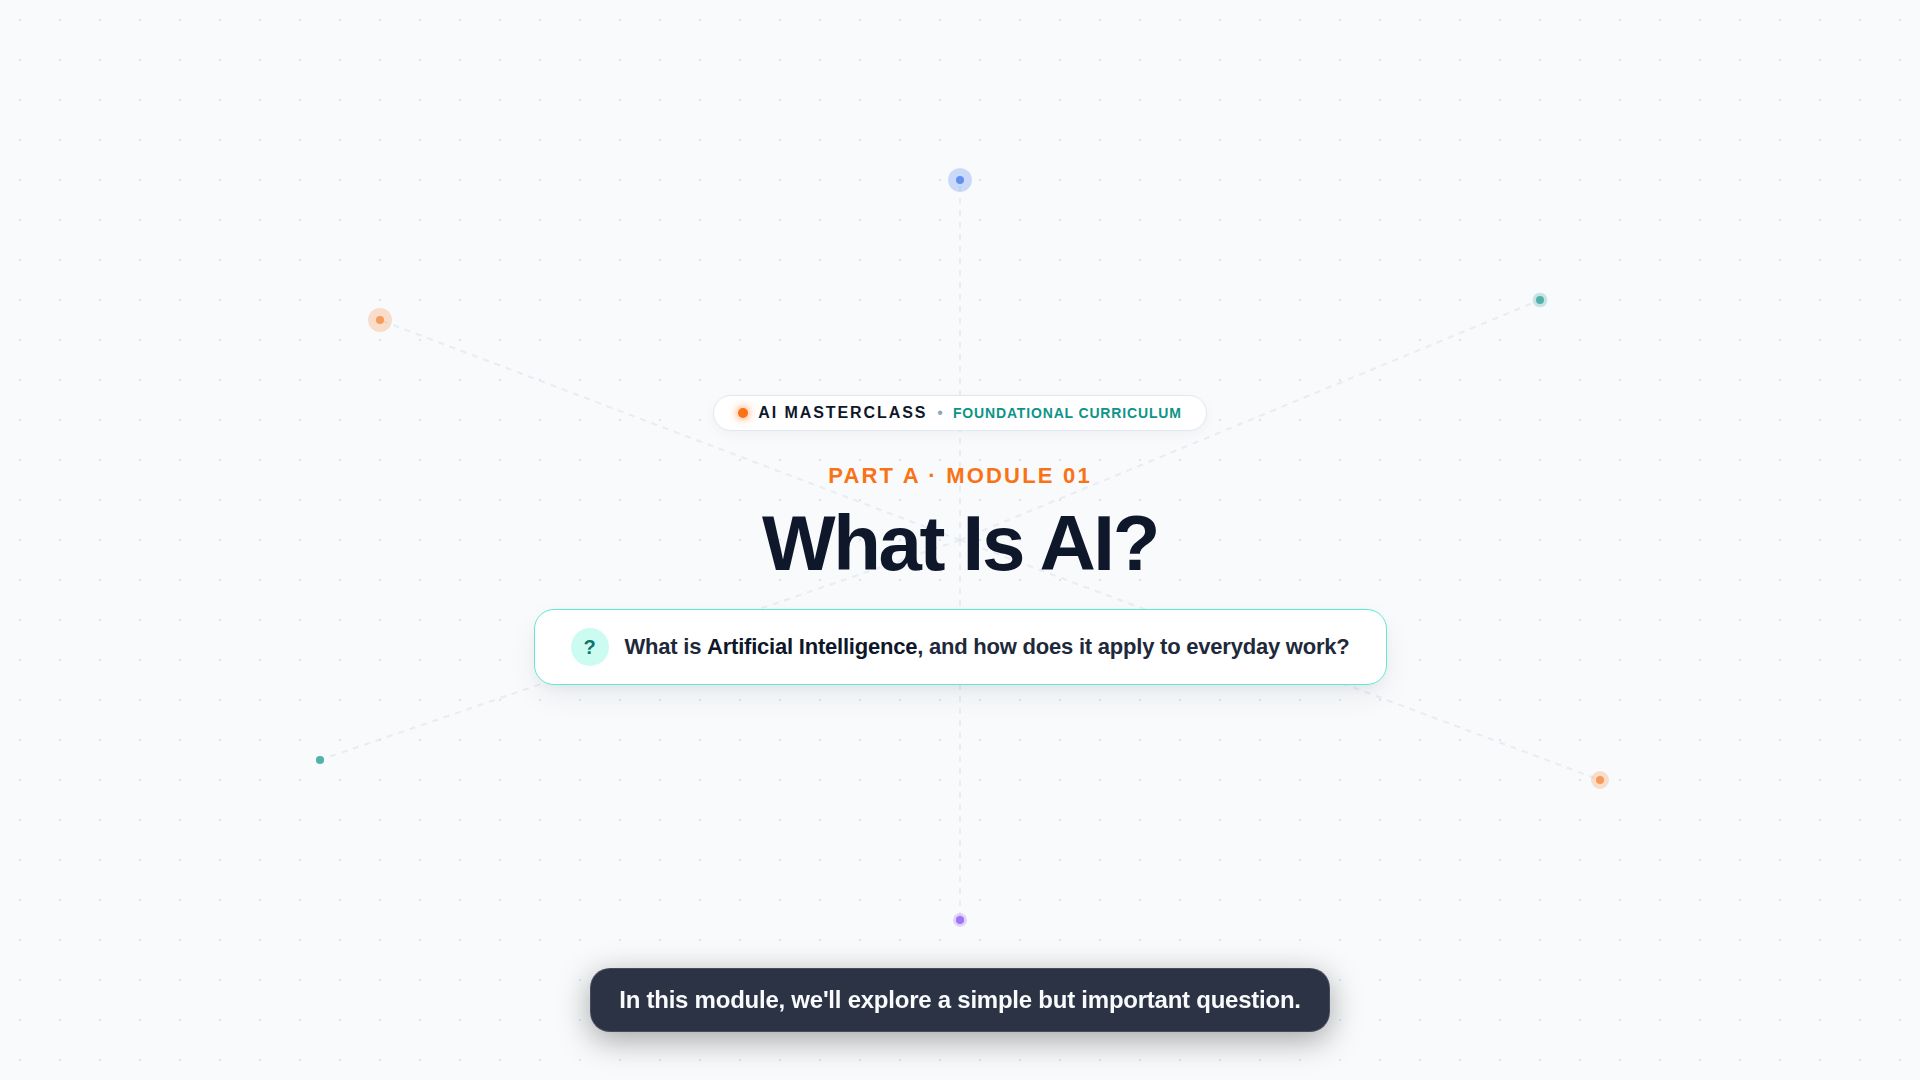 AI MASTERCLASS • FOUNDATIONAL CURRICULUM
PART A · MODULE 01
What Is AI?
? What is Artificial Intelligence, and how does it apply to everyday work?
In this module, we'll explore a simple but important question.